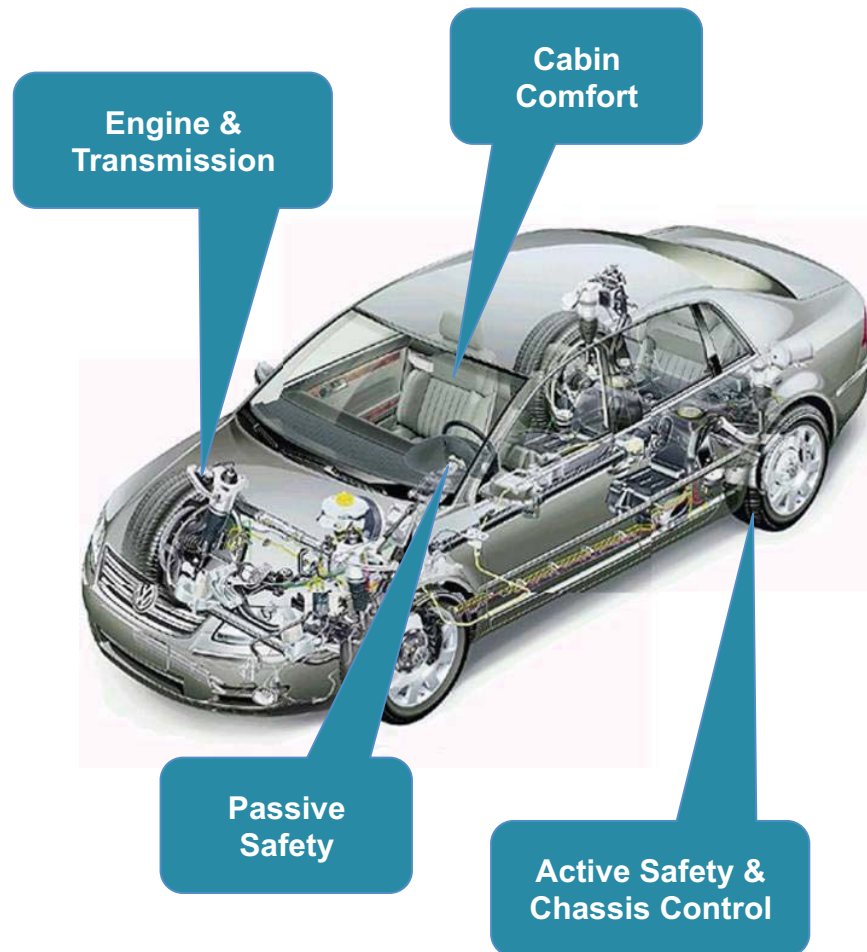 Cabin
Comfort
Engine &
Transmission
Passive
Safety
Active Safety &
Chassis Control